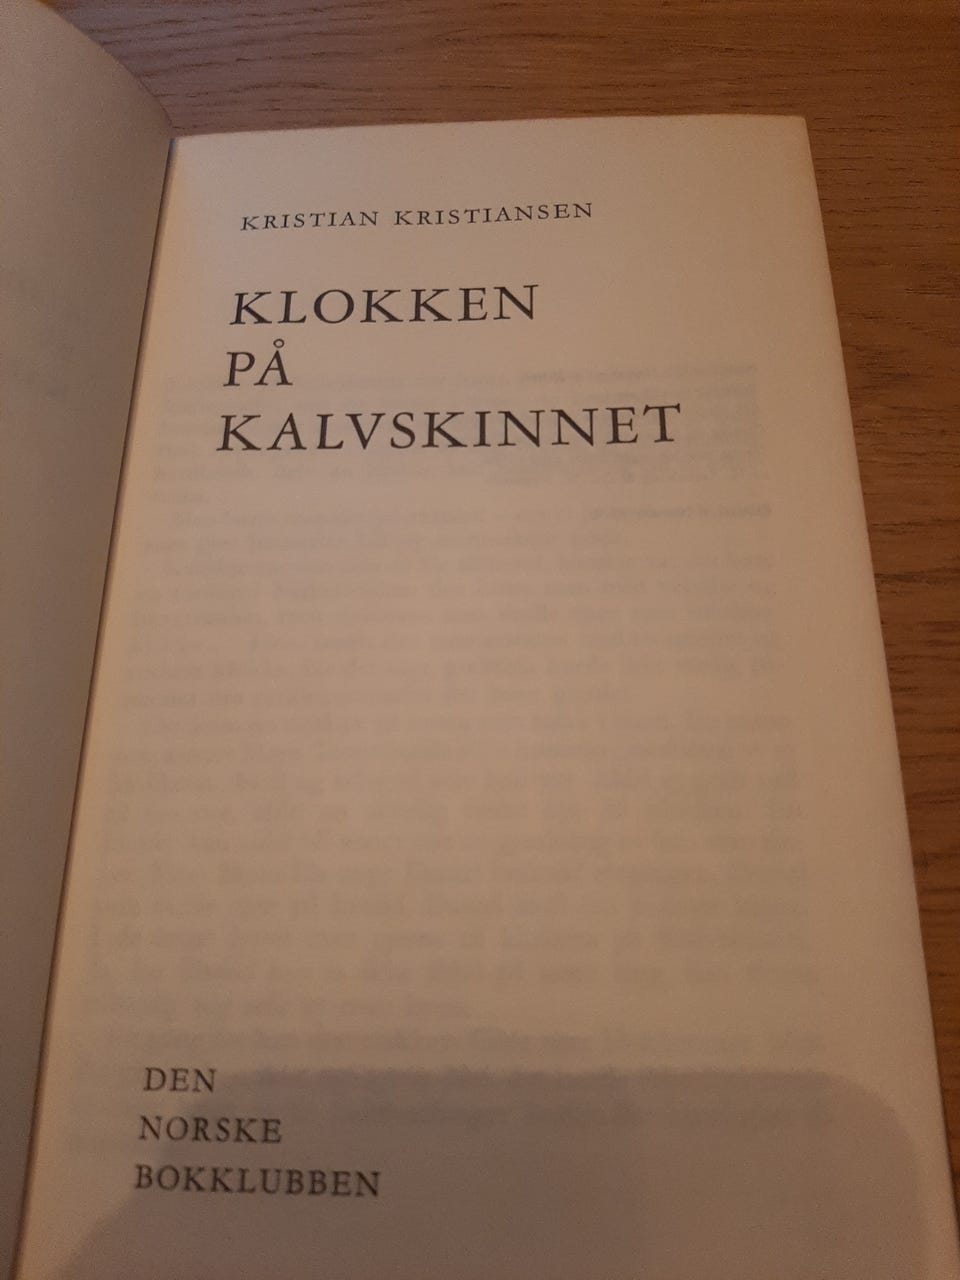 KRISTIAN KRISTIANSEN
KLOKKEN
PÅ
KALVSKINNET
DEN
NORSKE
BOKKLUBBEN